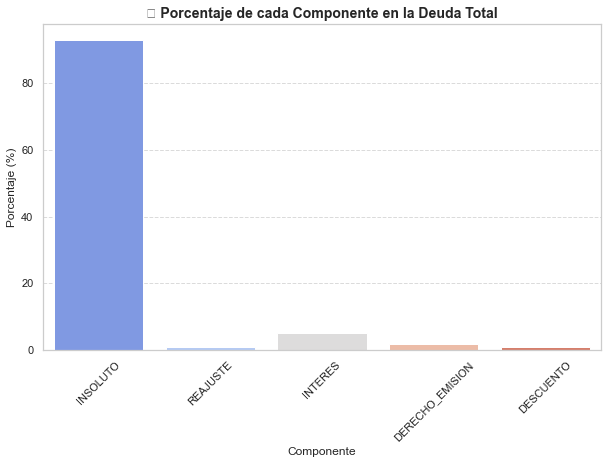 Porcentaje de cada Componente en la Deuda Total
Porcentaje (%)
80
60
40
20
0
INSOLUTO
REAJUSTE
INTERES
DERECHO_EMISION
DESCUENTO
Componente